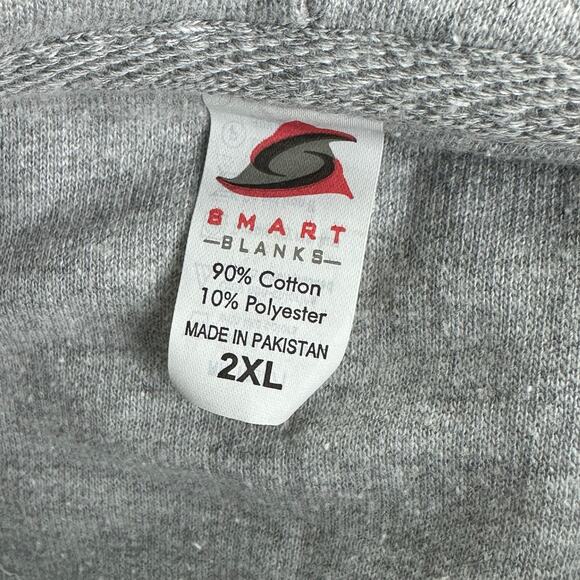 SMART
BLANKS
90% Cotton
10% Polyester
MADE IN PAKISTAN
2XL